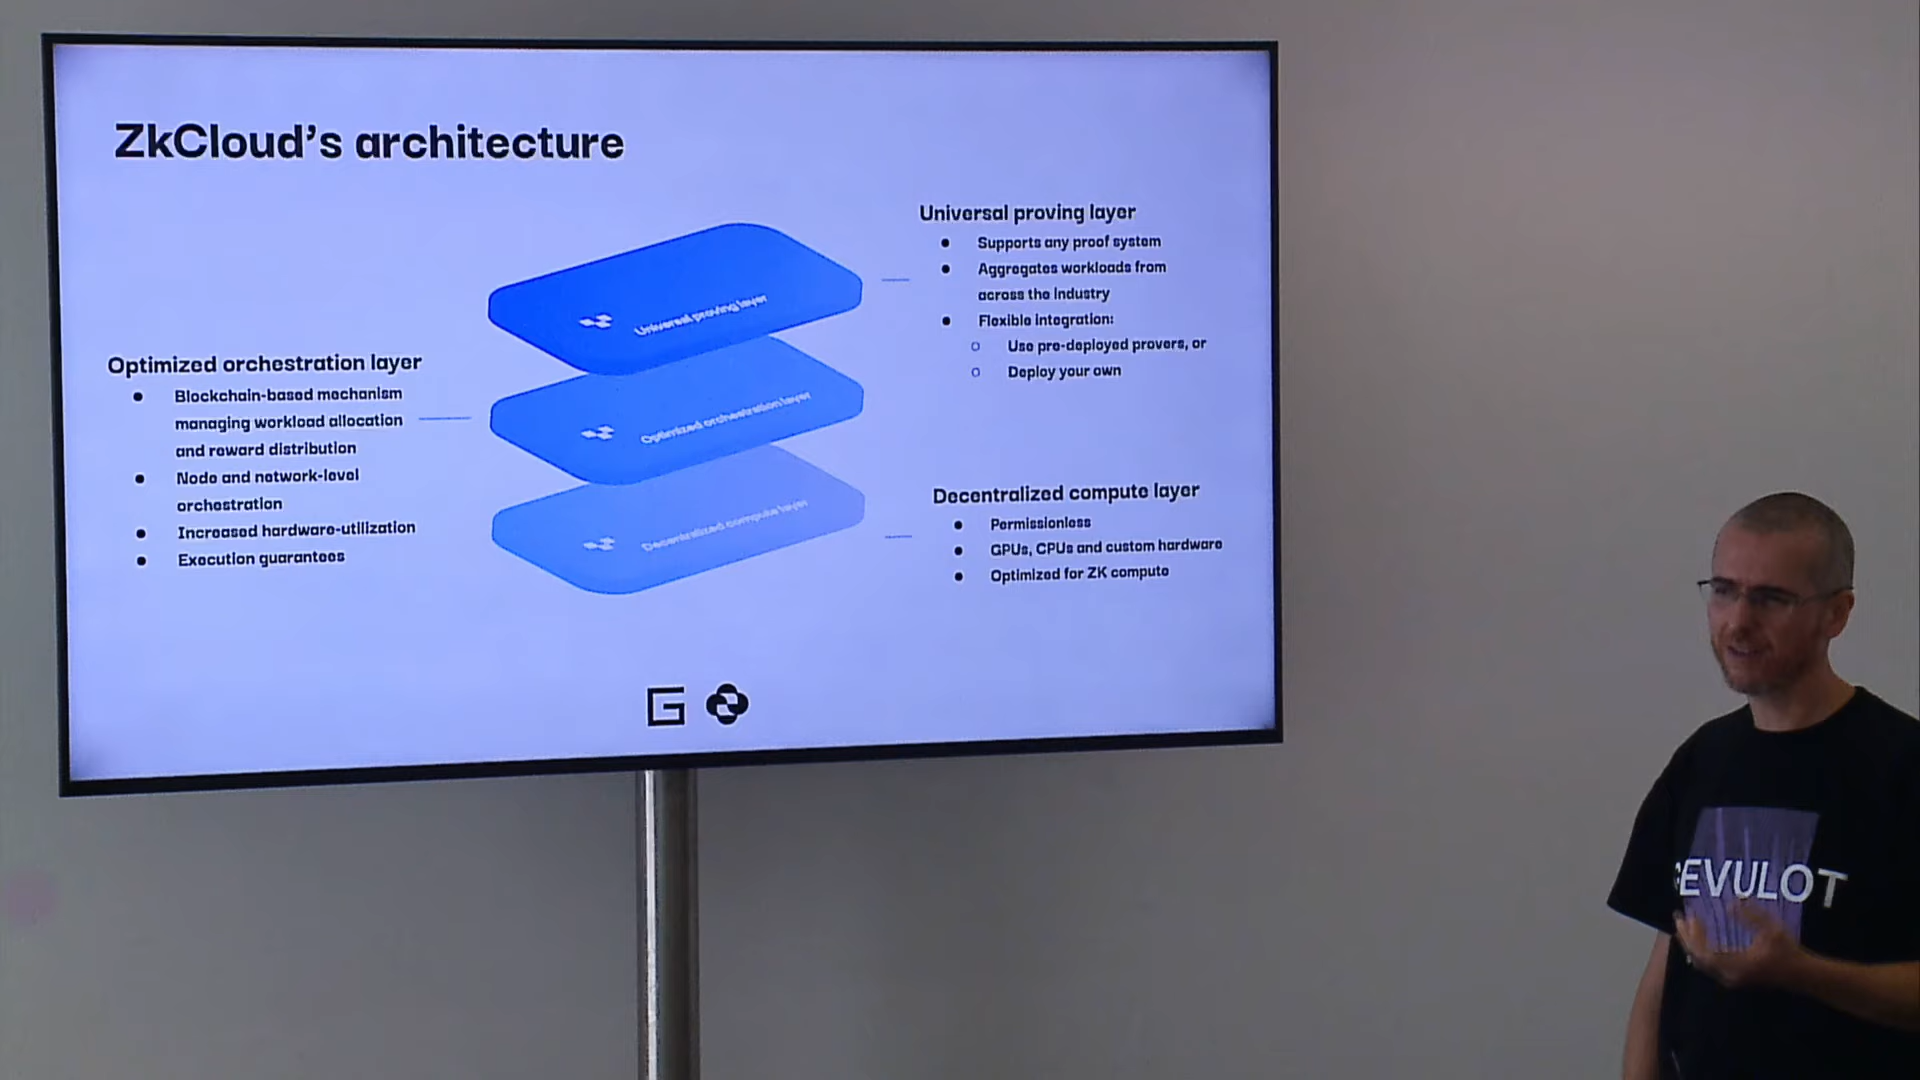 ZkCloud's architecture
Optimized orchestration layer
Blockchain-based mechanism
managing workload allocation
and reward distribution
Node and network-level
orchestration
Increased hardware-utilization
Execution guarantees
Universal proving layer
Optimized orchestration layer
Decentralized compute layer
Universal proving layer
Supports any proof system
Aggregates workloads from
across the industry
Flexible integration:
Use pre-deployed provers, or
Deploy your own
Decentralized compute layer
Permissionless
GPUs, CPUs and custom hardware
Optimized for ZK compute
G
GEVULOT